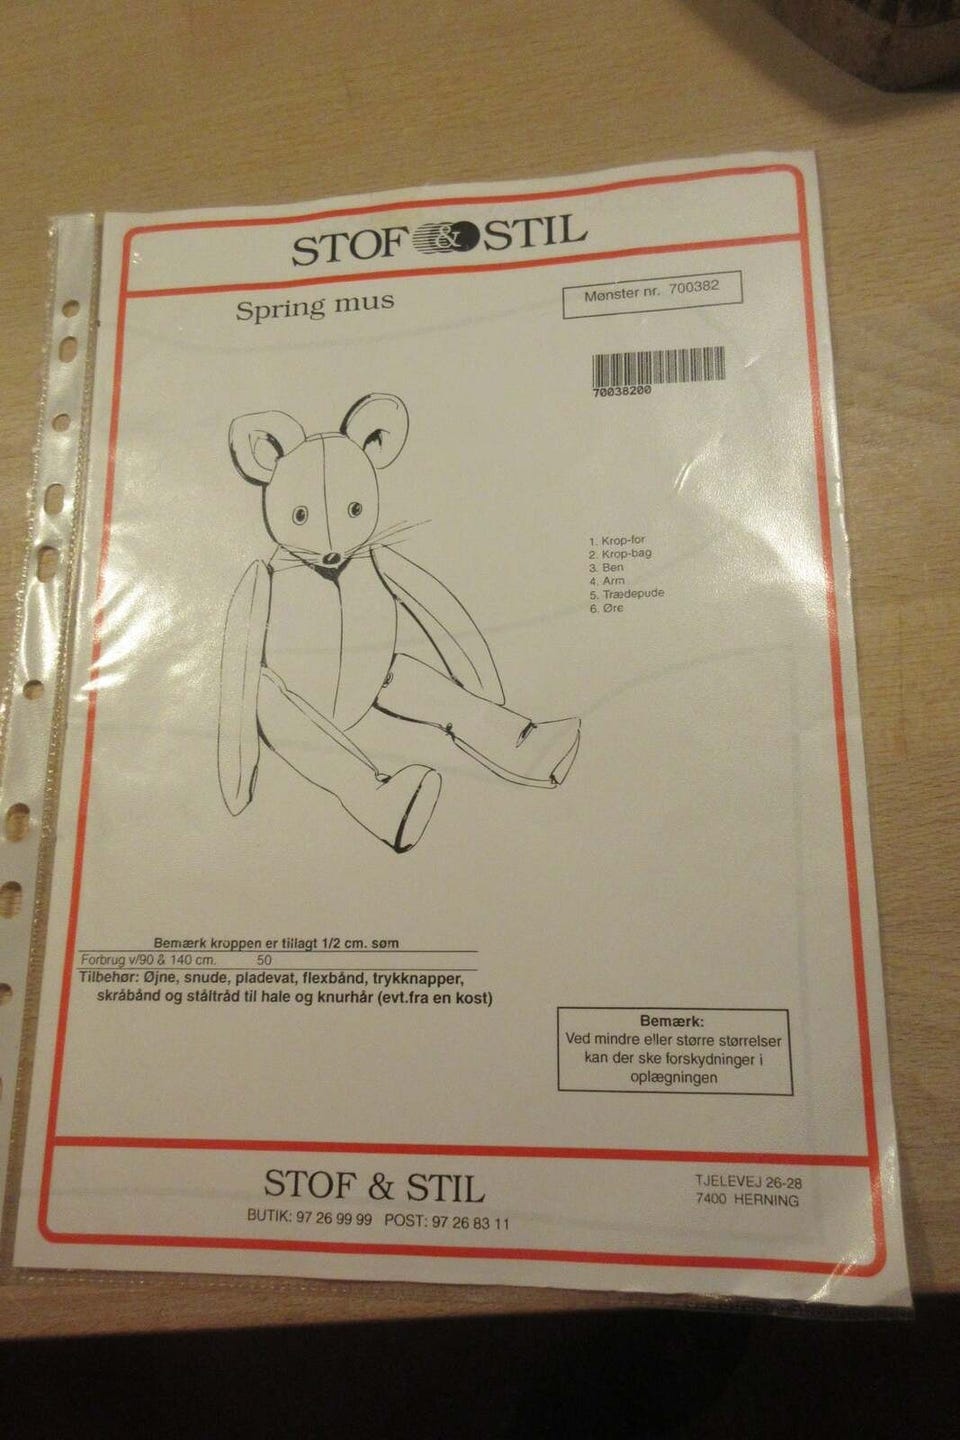 STOF & STIL
Spring mus
Mønster nr. 700382
70038200
1. Krop-for
2. Krop-bag
3. Ben
4. Arm
5. Trædepude
6. Øre
Bemærk kroppen er tillagt 1/2 cm. søm
Forbrug v/90 & 140 cm. 50
Tilbehør: Øjne, snude, pladevat, flexbånd, trykknapper,
skråbånd og ståltråd til hale og knurhår (evt.fra en kost)
Bemærk:
Ved mindre eller større størrelser
kan der ske forskydninger i
oplægningen
STOF & STIL
BUTIK: 97 26 99 99 POST: 97 26 83 11
TJELEVEJ 26-28
7400 HERNING